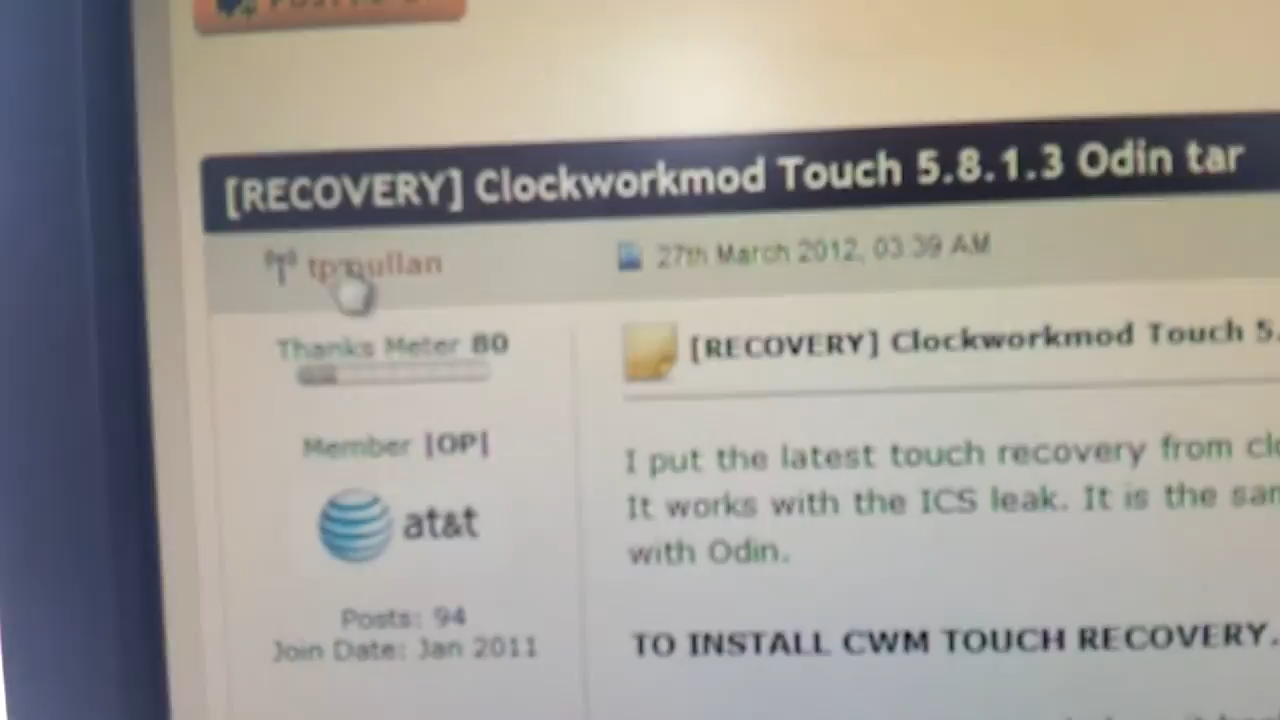 [RECOVERY] Clockworkmod Touch 5.8.1.3 Odin tar
27th March 2012, 03:39 AM
Thanks Meter 80
[RECOVERY] Clockworkmod Touch 5.
Member |OP|
I put the latest touch recovery from
It works with the ICS leak. It is the
with Odin.
at&t
Posts: 94
Join Date: Jan 2011
TO INSTALL CWM TOUCH RECOVERY.